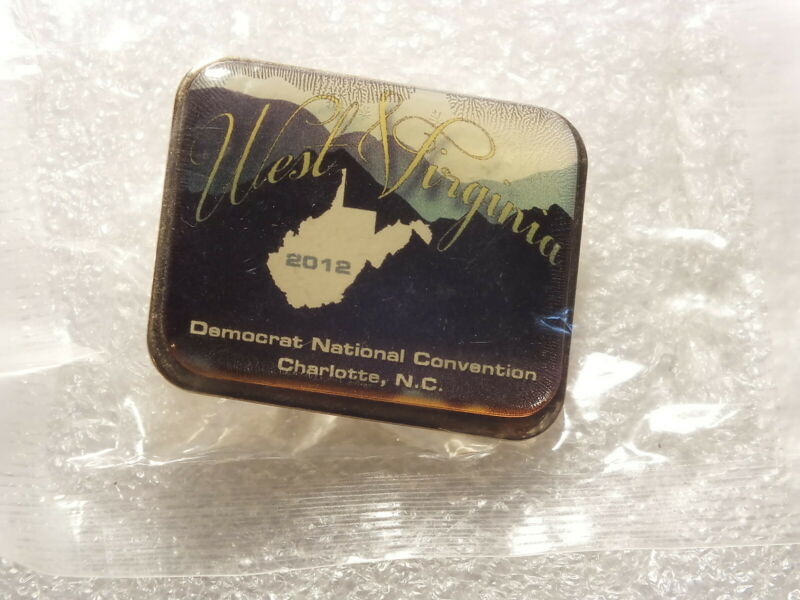 West Virginia
2012
Democrat National Convention
Charlotte, N.C.